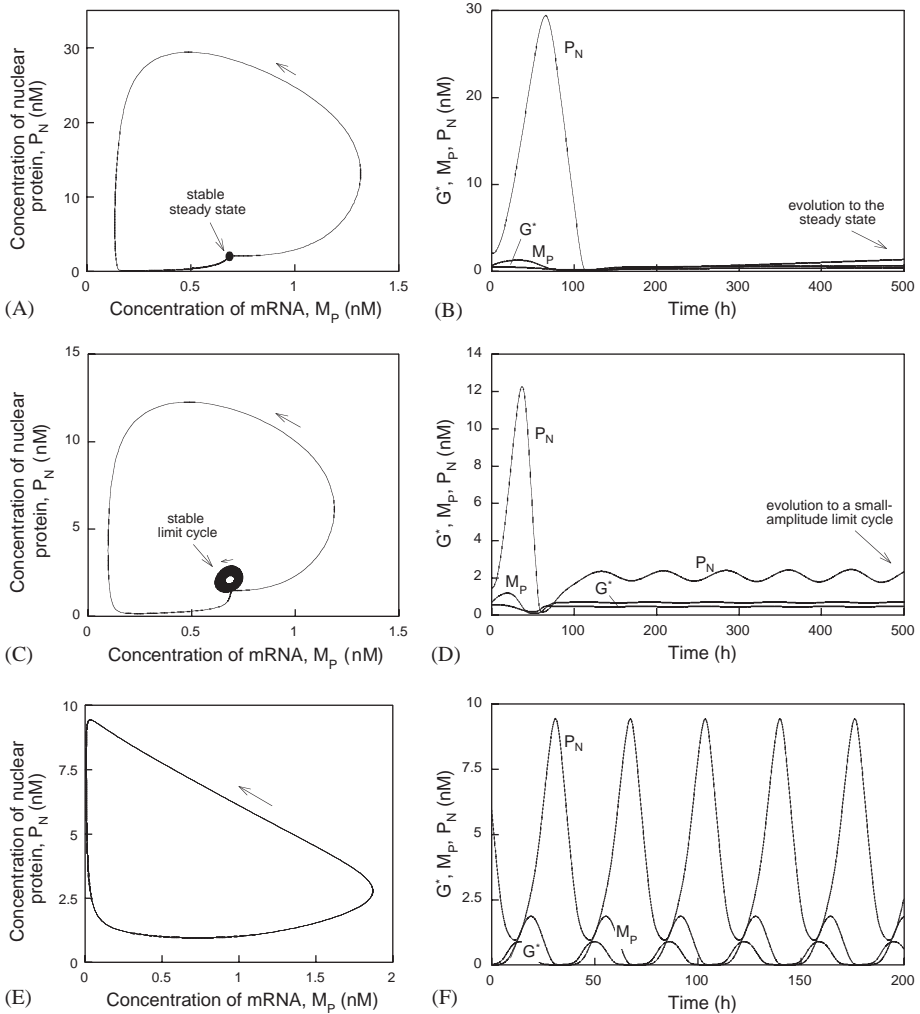 Concentration of nuclear
protein, P_N (nM)
30
20
10
0
0
0.5
1
1.5
stable
steady state
(A)
Concentration of mRNA, M_P (nM)
G*, M_P, P_N (nM)
30
20
10
0
0
100
200
300
400
500
P_N
G*
M_P
evolution to the
steady state
(B)
Time (h)
Concentration of nuclear
protein, P_N (nM)
15
10
5
0
0
0.5
1
1.5
stable
limit cycle
(C)
Concentration of mRNA, M_P (nM)
G*, M_P, P_N (nM)
14
12
10
8
6
4
2
0
0
100
200
300
400
500
P_N
M_P
P_N
G*
evolution to a small-
amplitude limit cycle
(D)
Time (h)
Concentration of nuclear
protein, P_N (nM)
10
7.5
5
2.5
0
0
0.5
1
1.5
2
(E)
Concentration of mRNA, M_P (nM)
G*, M_P, P_N (nM)
10
7.5
5
2.5
0
0
50
100
150
200
P_N
M_P
G*
(F)
Time (h)